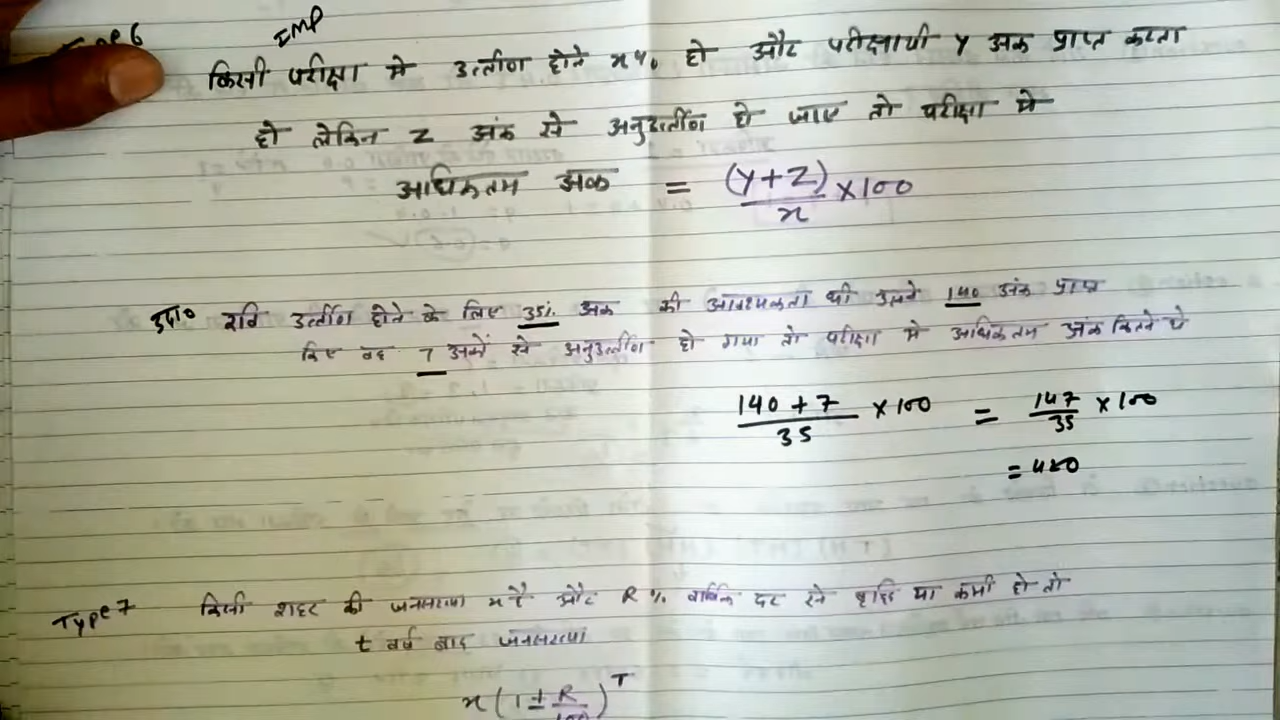 IMP
किसी परीक्षा मे उत्तीण होने x% हो और परीक्षार्थी y अंक प्राप्त करता
हो लेकिन z अंक से अनुत्तीण हो जाए तो परीक्षा मे
अधिकतम अंक = (y+z)/x ×100
उदा० रवि उत्तीण होने के लिए 35% अंक की आवश्यकता थी उसने 140 अंक प्राप्त
किए वह 7 अंको से अनुत्तीण हो गया तो परीक्षा मे अधिकतम अंक कितने थे
140+7/35 ×100 = 147/35 ×100
= 420
Type 7 किसी शहर की जनसंख्या x है और R% वार्षिक दर से वृद्धि या कमी हो तो
t वर्ष बाद जनसंख्या
x(1±R/100)^T